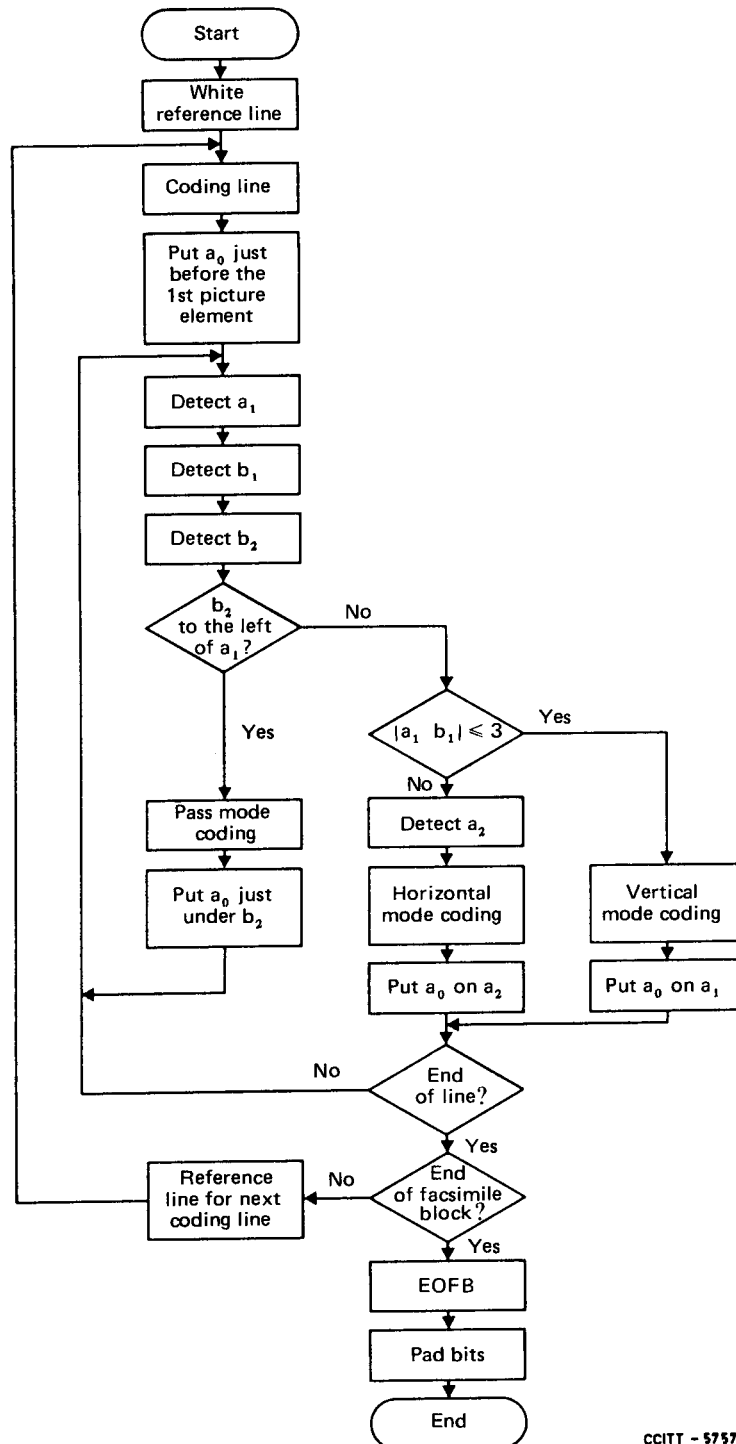 Start
White
reference line
Coding line
Put a₀ just
before the
1st picture
element
Detect a₁
Detect b₁
Detect b₂
b₂
to the left
of a₁?
No
Yes
|a₁ b₁| ⩽ 3
Yes
No
Pass mode
coding
Put a₀ just
under b₂
Detect a₂
Horizontal
mode coding
Put a₀ on a₂
Vertical
mode coding
Put a₀ on a₁
End
of line?
No
Yes
End
of facsimile
block?
No
Reference
line for next
coding line
Yes
EOFB
Pad bits
End
CCITT - 5757